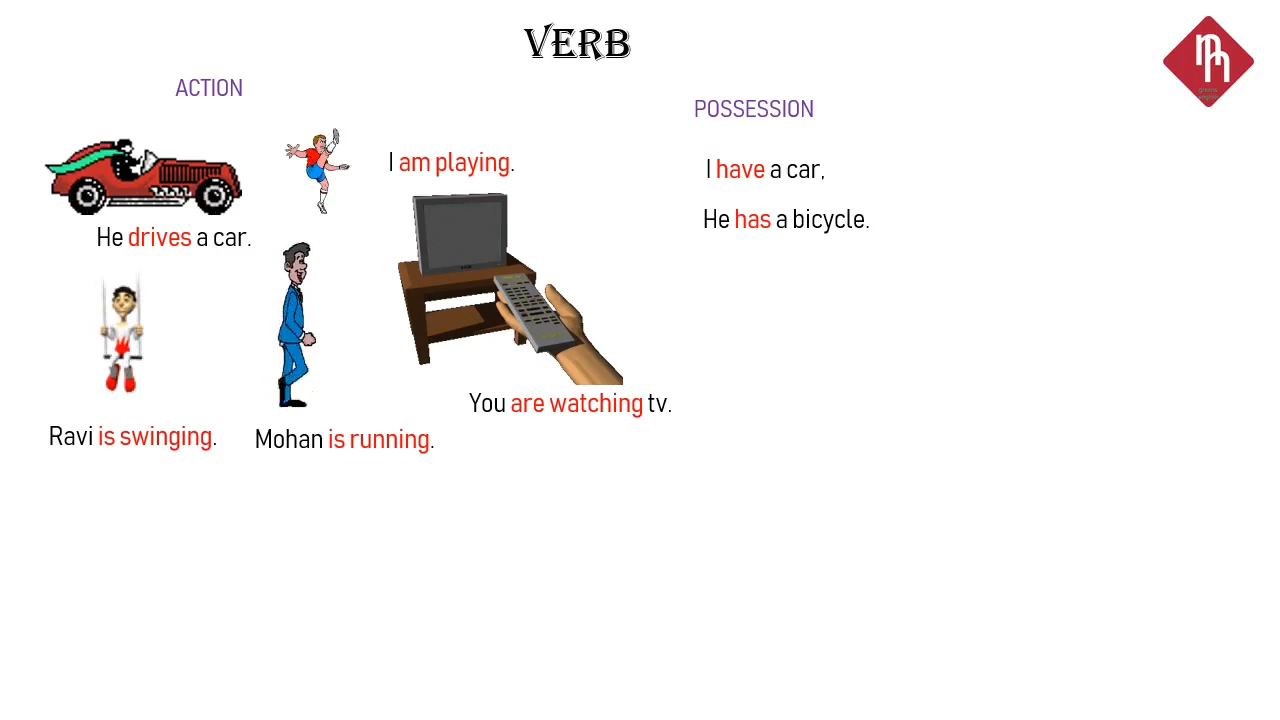 VERB
ACTION
POSSESSION
I am playing.
I have a car,
He has a bicycle.
He drives a car.
You are watching tv.
Ravi is swinging.
Mohan is running.